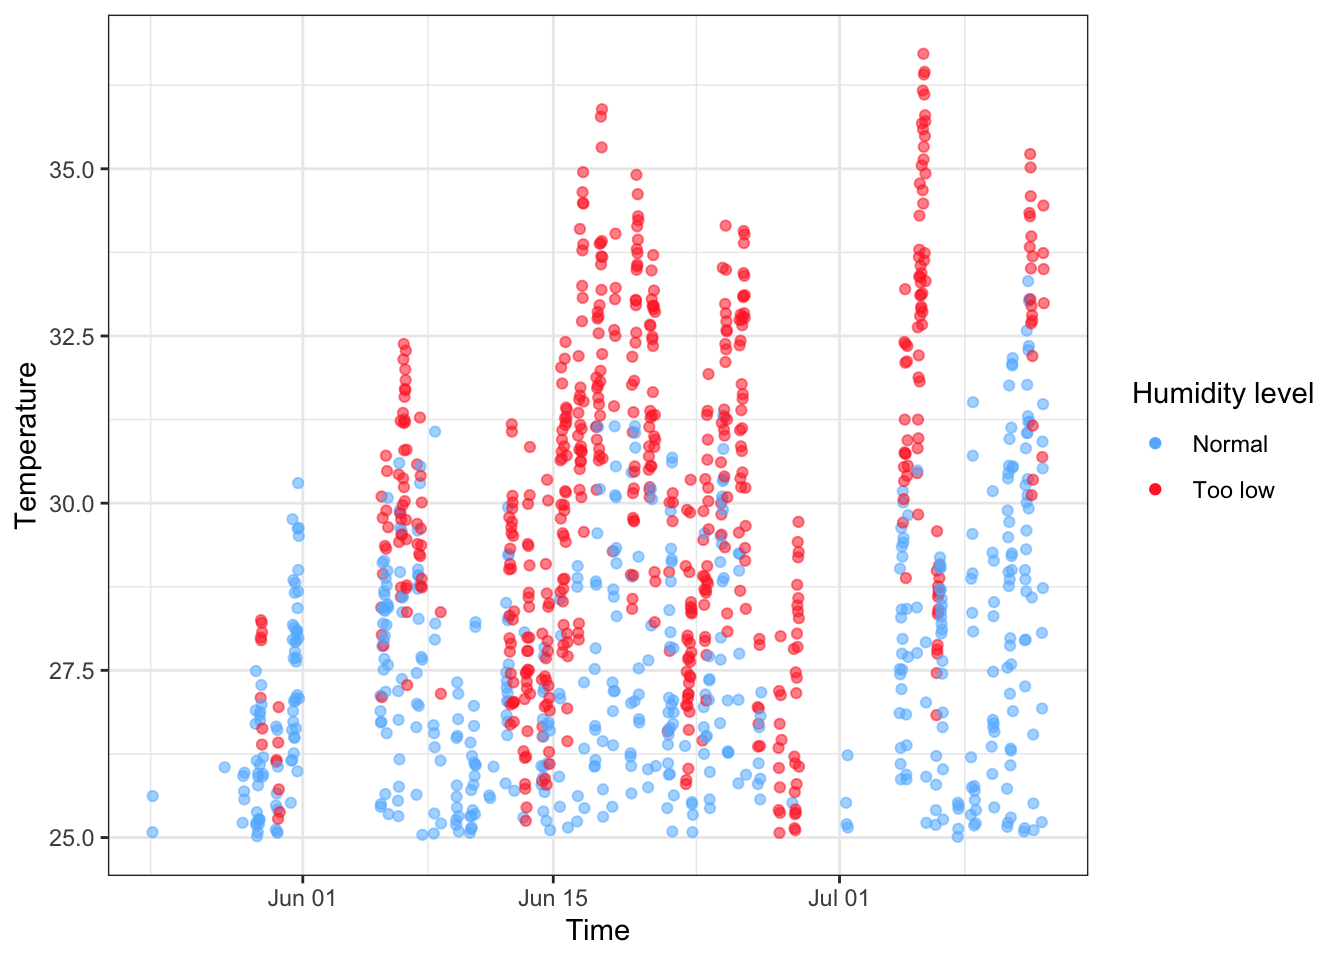 Temperature
35.0
32.5
30.0
27.5
25.0
Jun 01
Jun 15
Jul 01
Time
Humidity level
Normal
Too low